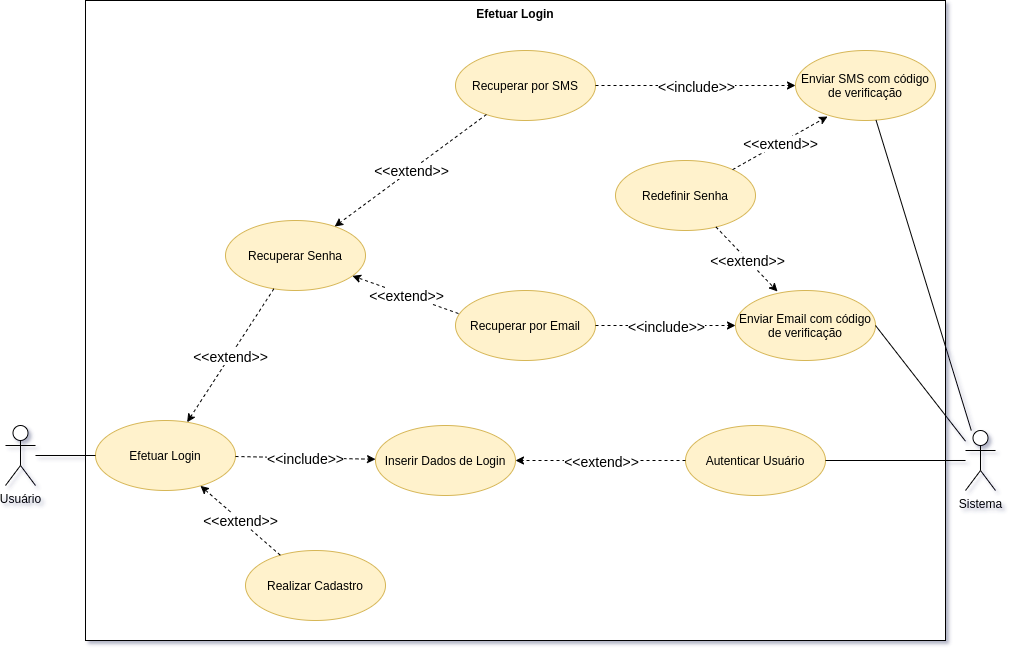 Efetuar Login
Recuperar por SMS
<<include>>
Enviar SMS com código
de verificação
<<extend>>
<<extend>>
Redefinir Senha
Recuperar Senha
<<extend>>
<<extend>>
Recuperar por Email
<<include>>
Enviar Email com código
de verificação
<<extend>>
Usuário
Efetuar Login
<<include>>
Inserir Dados de Login
<<extend>>
Autenticar Usuário
Sistema
<<extend>>
Realizar Cadastro